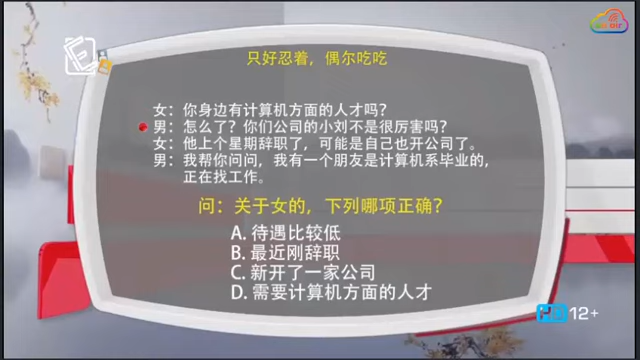 只好忍着，偶尔吃吃
女：你身边有计算机方面的人才吗？
男：怎么了？你们公司的小刘不是很厉害吗？
女：他上个星期辞职了，可能是自己也开公司了。
男：我帮你问问，我有一个朋友是计算机系毕业的，
正在找工作。
问：关于女的，下列哪项正确？
A. 待遇比较低
B. 最近刚辞职
C. 新开了一家公司
D. 需要计算机方面的人才
HD 12+